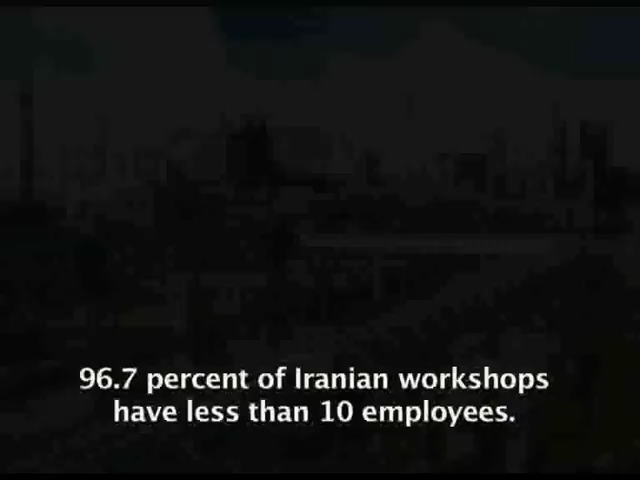 96.7 percent of Iranian workshops
have less than 10 employees.